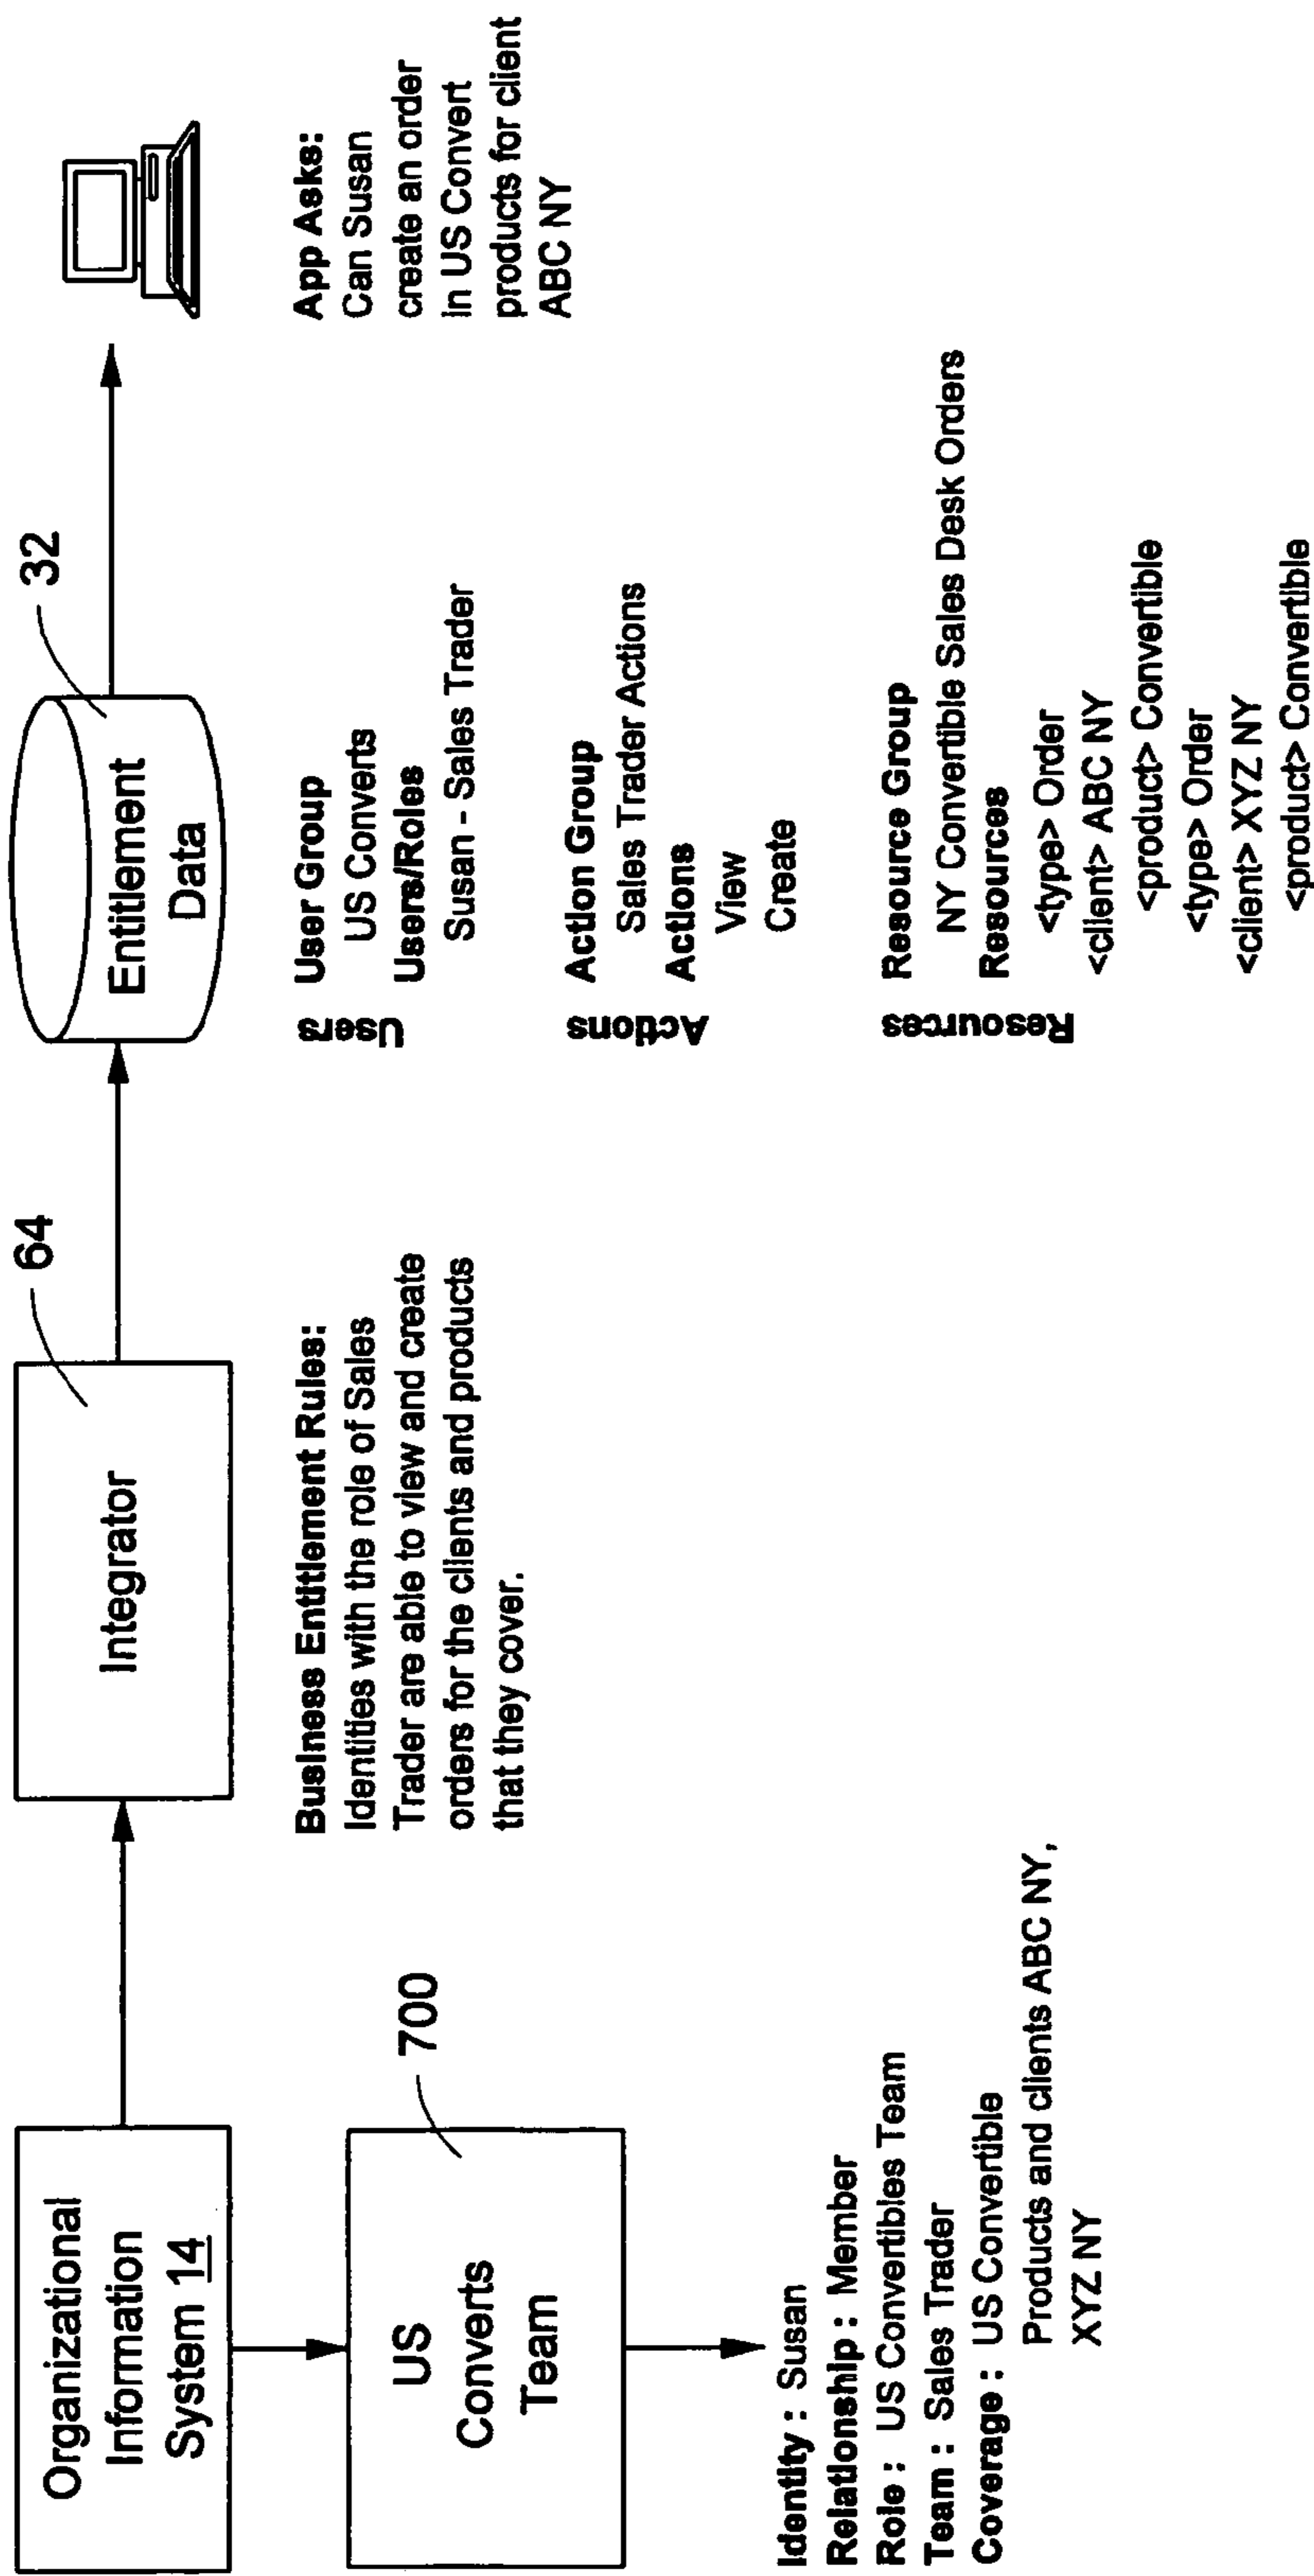 Organizational
Information
System 14
Integrator
64
Entitlement
Data
32
US
Converts
Team
700
Identity : Susan
Relationship : Member
Role : US Convertibles Team
Team : Sales Trader
Coverage : US Convertible
Products and clients ABC NY,
XYZ NY
Business Entitlement Rules:
Identities with the role of Sales
Trader are able to view and create
orders for the clients and products
that they cover.
Users
User Group
US Converts
Users/Roles
Susan - Sales Trader
Actions
Action Group
Sales Trader Actions
Actions
View
Create
Resources
Resource Group
NY Convertible Sales Desk Orders
Resources
<type> Order
<client> ABC NY
<product> Convertible
<type> Order
<client> XYZ NY
<product> Convertible
App Asks:
Can Susan
create an order
in US Convert
products for client
ABC NY